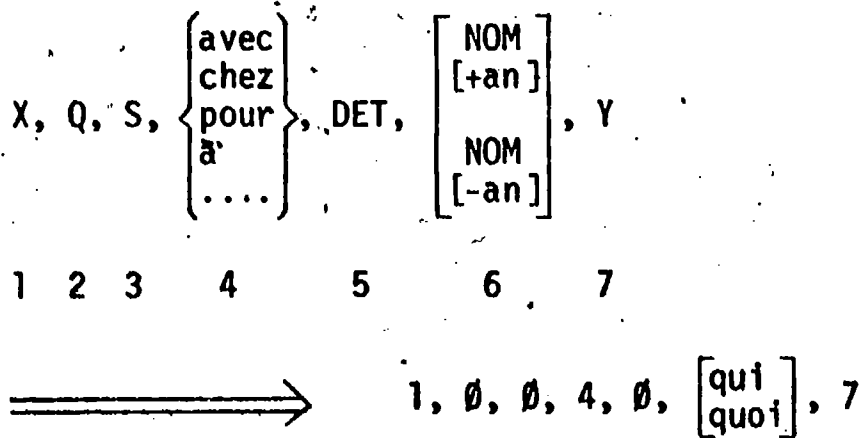 avec
chez NOM
[+an]
X, Q, S, pour , DET, , Y
à NOM
.... [-an]
1 2 3 4 5 6 7
1, Ø, Ø, 4, Ø, [qui
quoi], 7